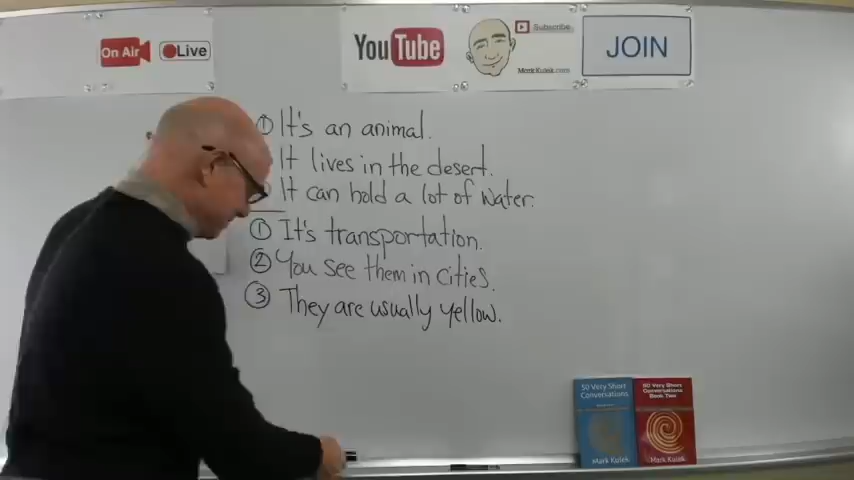 On Air
Live
YouTube
Subscribe
MarkKulek.com
JOIN
① It's an animal.
It lives in the desert.
It can hold a lot of water.
① It's transportation.
② You see them in cities.
③ They are usually yellow.
50 Very Short
Conversations
Mark Kulek
50 Very Short
Conversations
Book Two
Mark Kulek